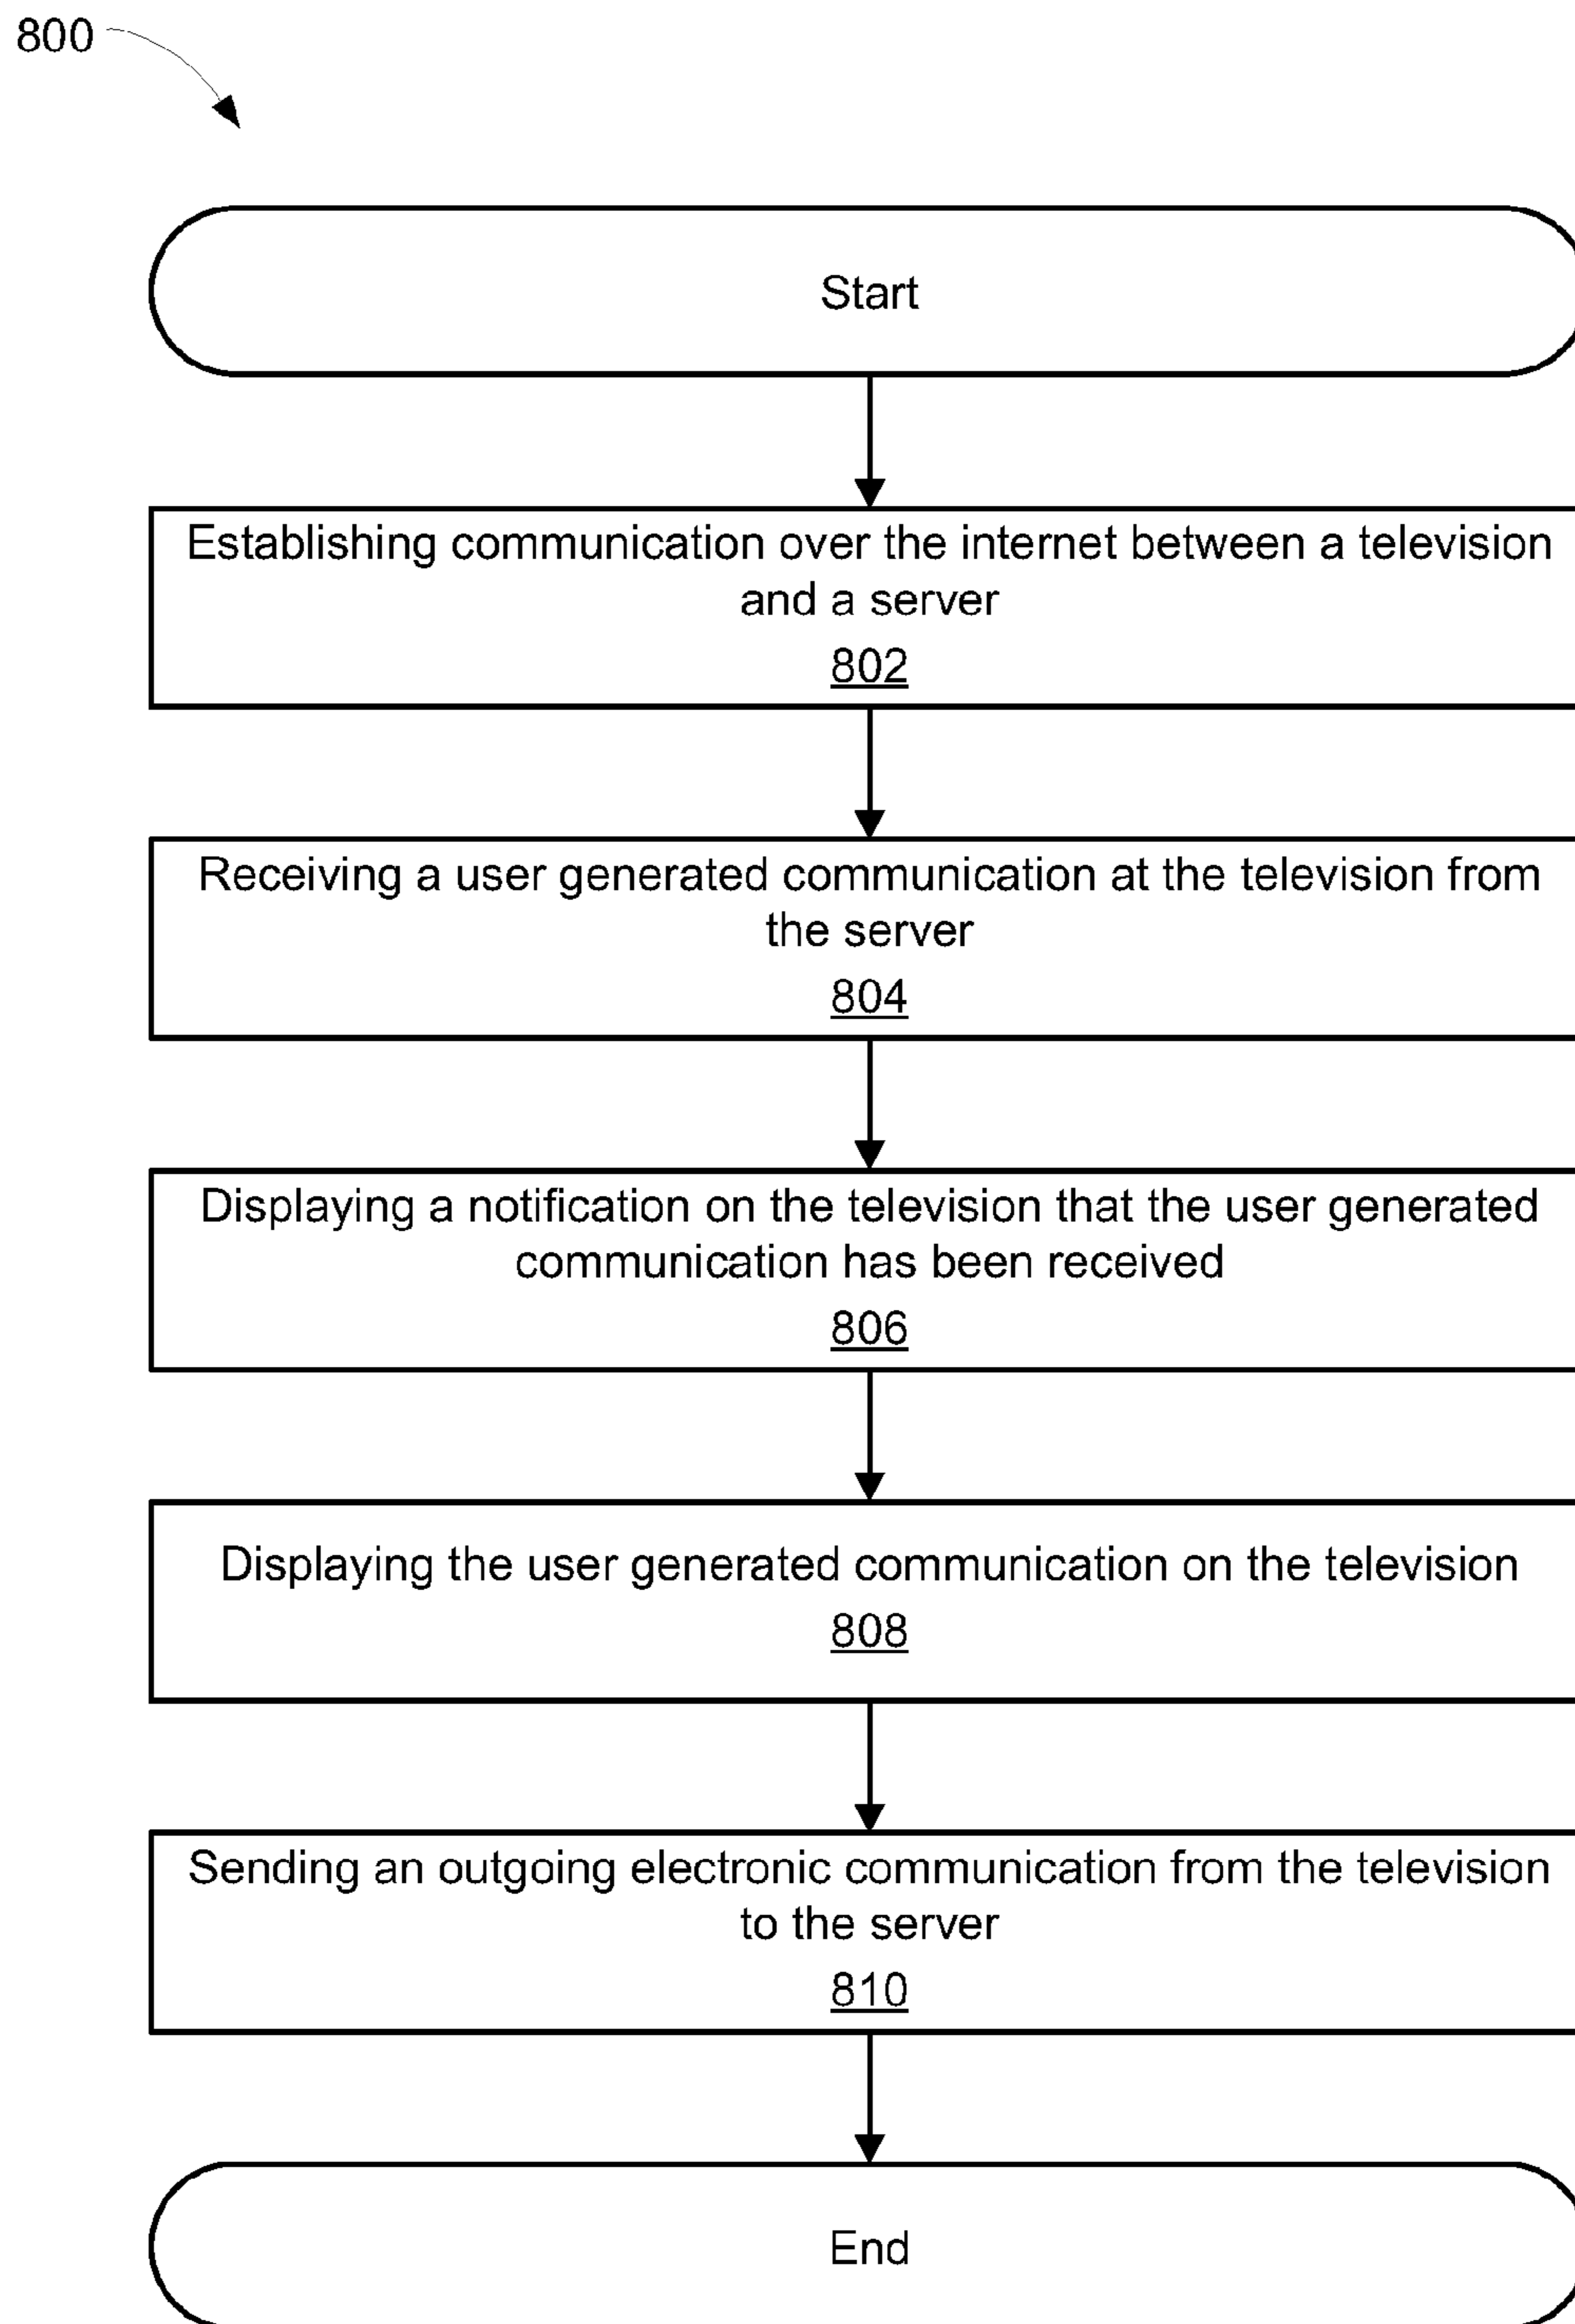 800
Start
Establishing communication over the internet between a television
and a server
802
Receiving a user generated communication at the television from
the server
804
Displaying a notification on the television that the user generated
communication has been received
806
Displaying the user generated communication on the television
808
Sending an outgoing electronic communication from the television
to the server
810
End